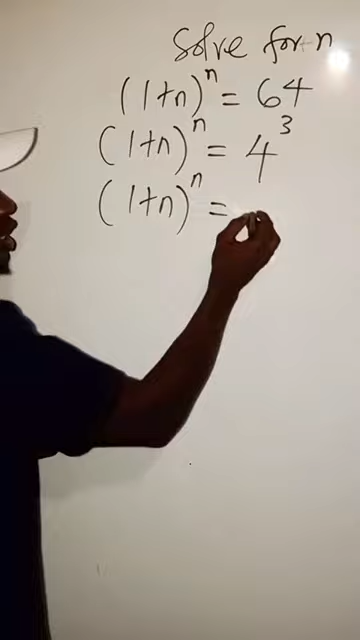 Solve for n
(1+n)^n = 64
(1+n)^n = 4^3
(1+n)^n =